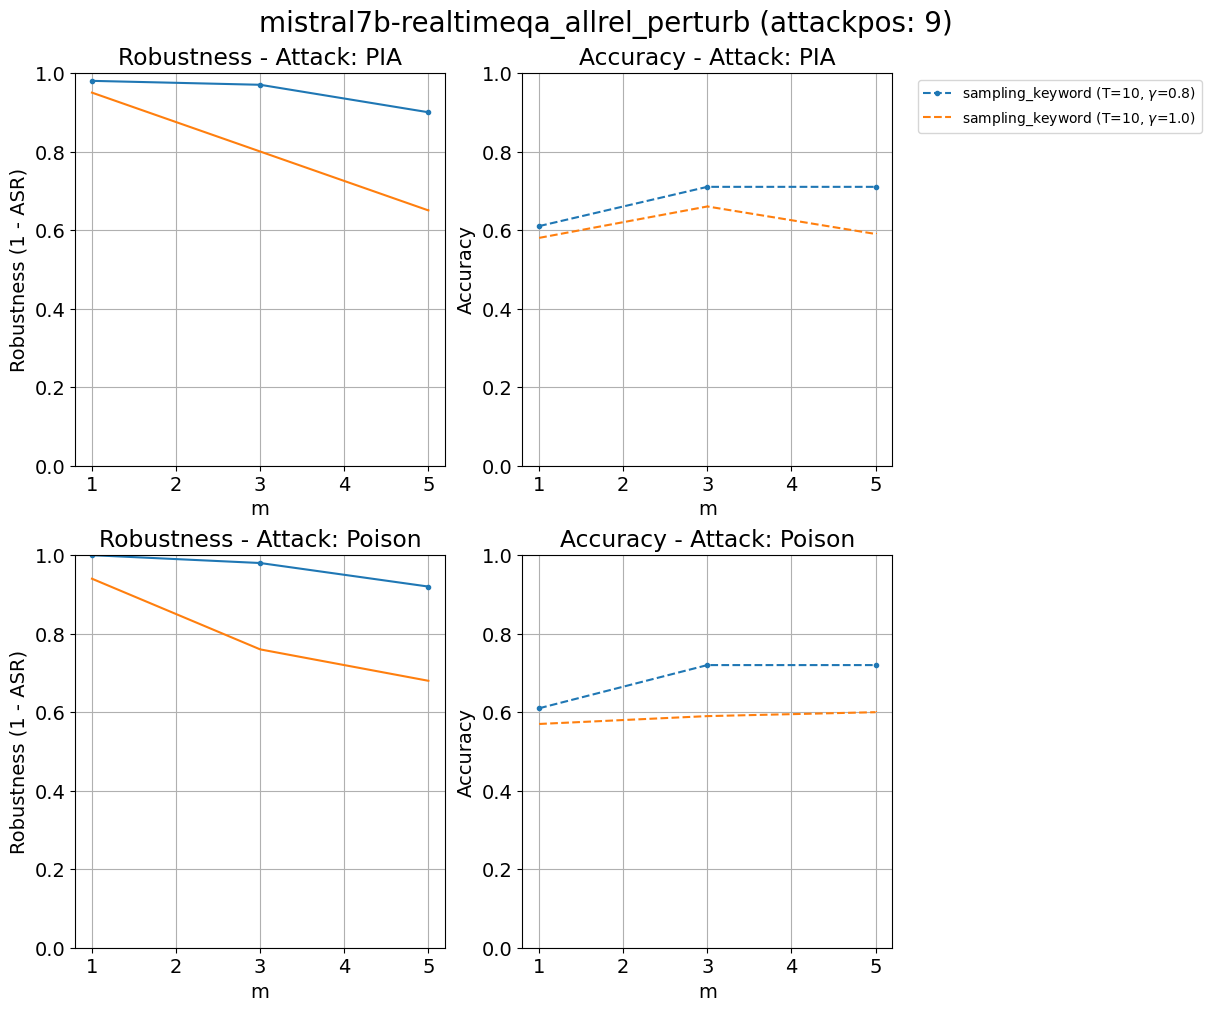 mistral7b-realtimeqa_allrel_perturb (attackpos: 9)
Robustness - Attack: PIA
1.0
0.8
0.6
0.4
0.2
0.0
Robustness (1 - ASR)
1 2 3 4 5
m
Accuracy - Attack: PIA
1.0
0.8
0.6
0.4
0.2
0.0
Accuracy
1 2 3 4 5
m
sampling_keyword (T=10, γ=0.8)
sampling_keyword (T=10, γ=1.0)
Robustness - Attack: Poison
1.0
0.8
0.6
0.4
0.2
0.0
Robustness (1 - ASR)
1 2 3 4 5
m
Accuracy - Attack: Poison
1.0
0.8
0.6
0.4
0.2
0.0
Accuracy
1 2 3 4 5
m